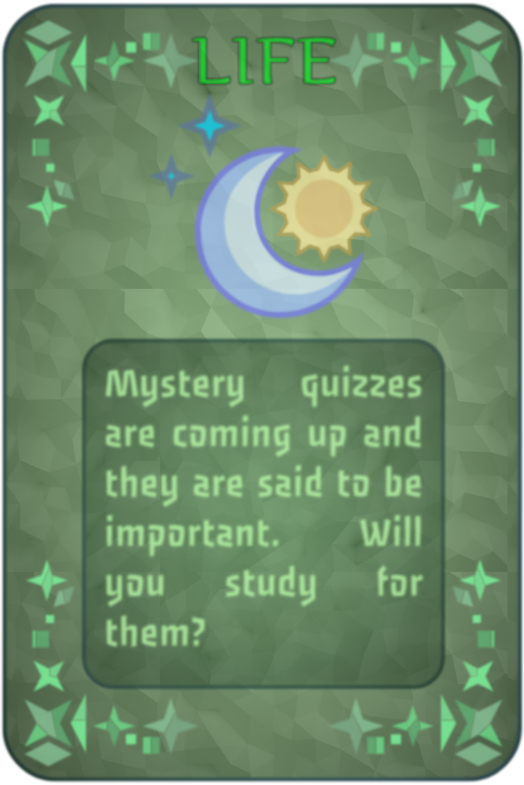 LIFE
Mystery quizzes
are coming up and
they are said to be
important. Will
you study for
them?